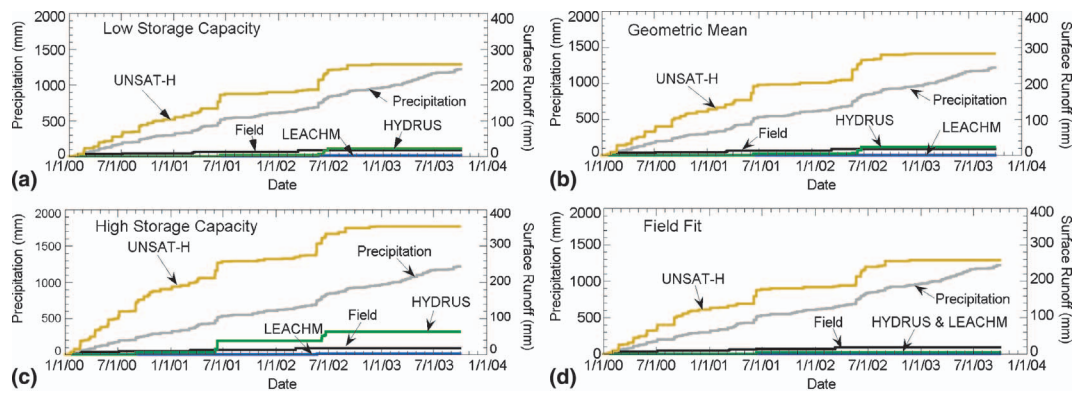 Low Storage Capacity
Precipitation (mm)
2000
1500
1000
500
0
Surface Runoff (mm)
400
300
200
100
0
UNSAT-H
Precipitation
Field
LEACHM
HYDRUS
1/1/00 7/1/00 1/1/01 7/1/01 1/1/02 7/1/02 1/1/03 7/1/03 1/1/04
Date
(a)
Geometric Mean
Precipitation (mm)
2000
1500
1000
500
0
Surface Runoff (mm)
400
300
200
100
0
UNSAT-H
Precipitation
Field
HYDRUS
LEACHM
1/1/00 7/1/00 1/1/01 7/1/01 1/1/02 7/1/02 1/1/03 7/1/03 1/1/04
Date
(b)
High Storage Capacity
Precipitation (mm)
2000
1500
1000
500
0
Surface Runoff (mm)
400
300
200
100
0
UNSAT-H
Precipitation
HYDRUS
LEACHM
Field
1/1/00 7/1/00 1/1/01 7/1/01 1/1/02 7/1/02 1/1/03 7/1/03 1/1/04
Date
(c)
Field Fit
Precipitation (mm)
2000
1500
1000
500
0
Surface Runoff (mm)
400
300
200
100
0
UNSAT-H
Precipitation
Field
HYDRUS & LEACHM
1/1/00 7/1/00 1/1/01 7/1/01 1/1/02 7/1/02 1/1/03 7/1/03 1/1/04
Date
(d)